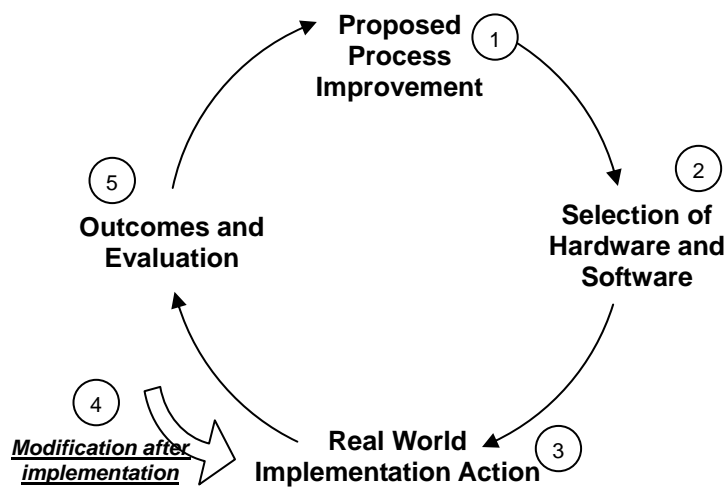 Proposed
Process
Improvement
1
2
Selection of
Hardware and
Software
3
Real World
Implementation Action
4
Modification after
implementation
5
Outcomes and
Evaluation